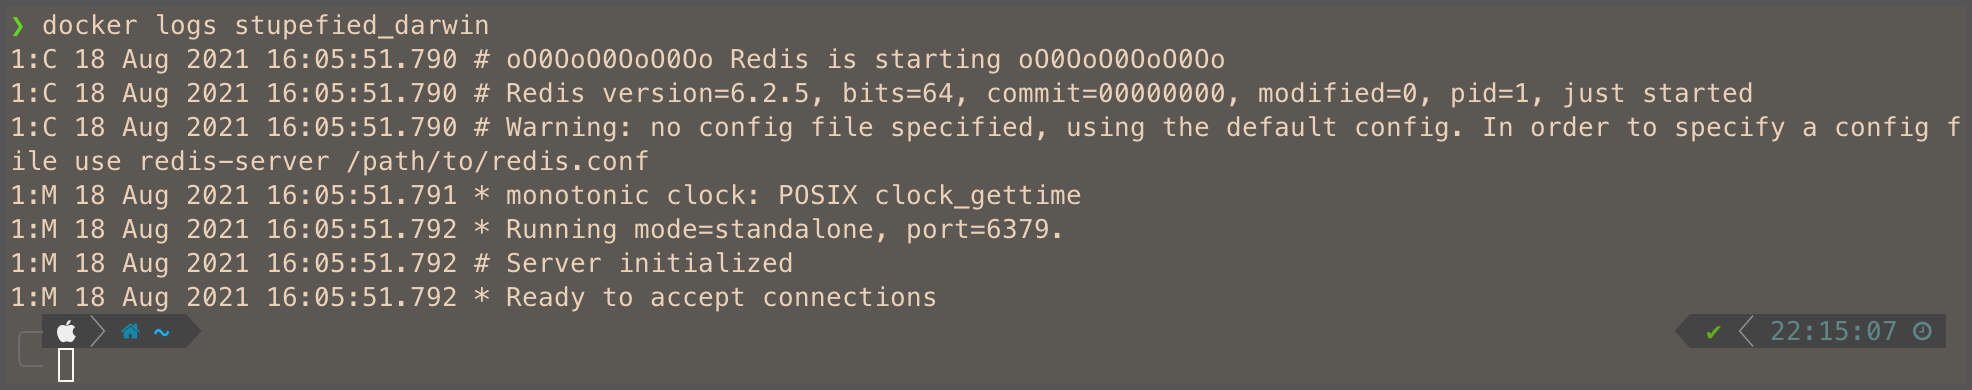 ❯ docker logs stupefied_darwin
1:C 18 Aug 2021 16:05:51.790 # oO0OoO0OoO0Oo Redis is starting oO0OoO0OoO0Oo
1:C 18 Aug 2021 16:05:51.790 # Redis version=6.2.5, bits=64, commit=00000000, modified=0, pid=1, just started
1:C 18 Aug 2021 16:05:51.790 # Warning: no config file specified, using the default config. In order to specify a config f
ile use redis-server /path/to/redis.conf
1:M 18 Aug 2021 16:05:51.791 * monotonic clock: POSIX clock_gettime
1:M 18 Aug 2021 16:05:51.792 * Running mode=standalone, port=6379.
1:M 18 Aug 2021 16:05:51.792 # Server initialized
1:M 18 Aug 2021 16:05:51.792 * Ready to accept connections
~ ✔ 22:15:07